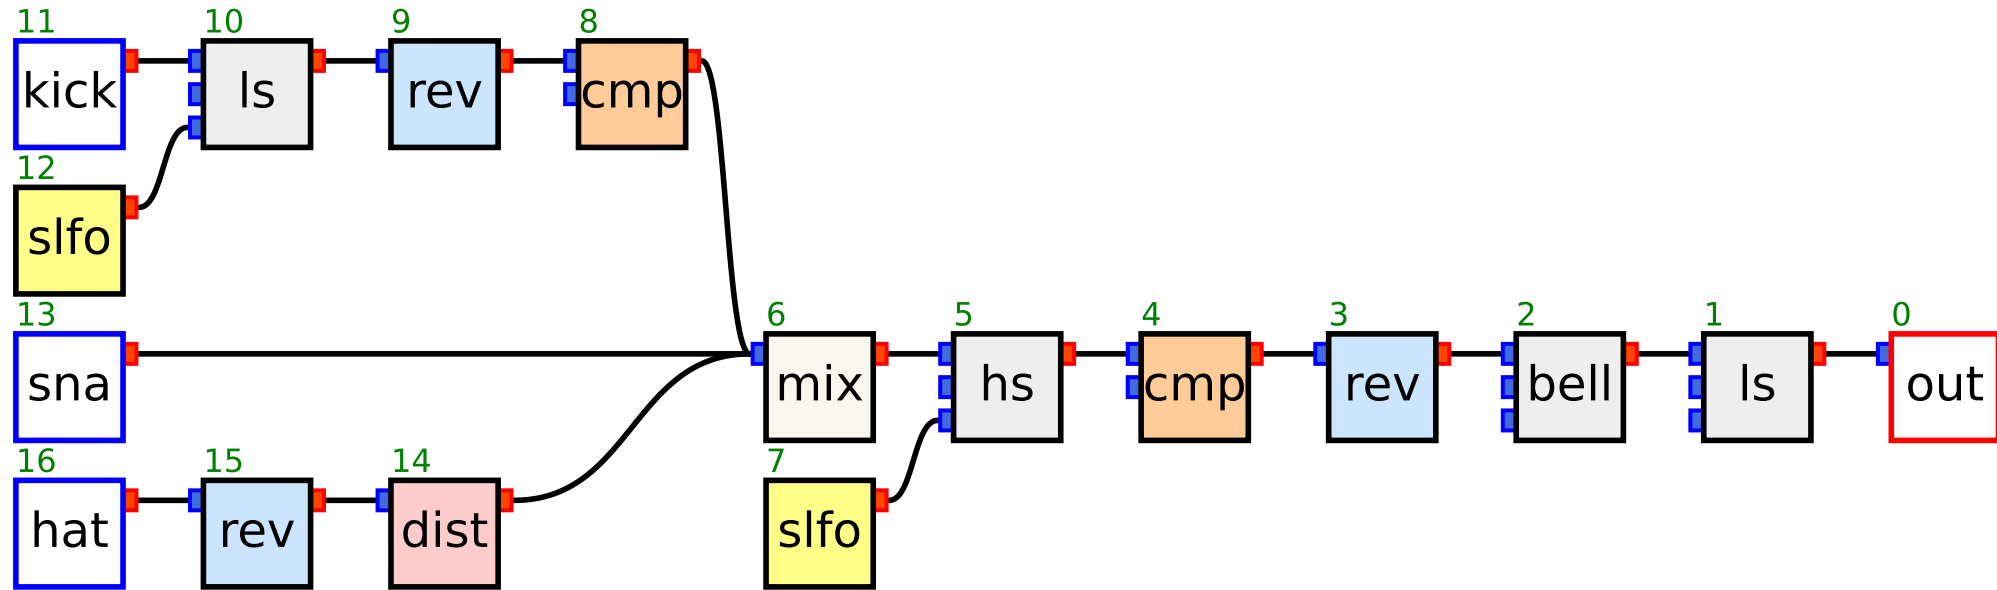 11 10 9 8
kick ls rev cmp
12
slfo
13 6 5 4 3 2 1 0
sna mix hs cmp rev bell ls out
16 15 14 7
hat rev dist slfo